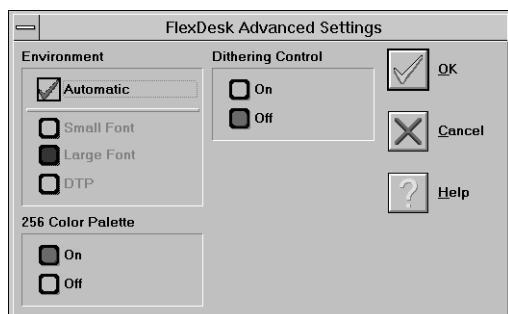 FlexDesk Advanced Settings
Environment
Automatic
Small Font
Large Font
DTP
256 Color Palette
On
Off
Dithering Control
On
Off
OK
Cancel
Help